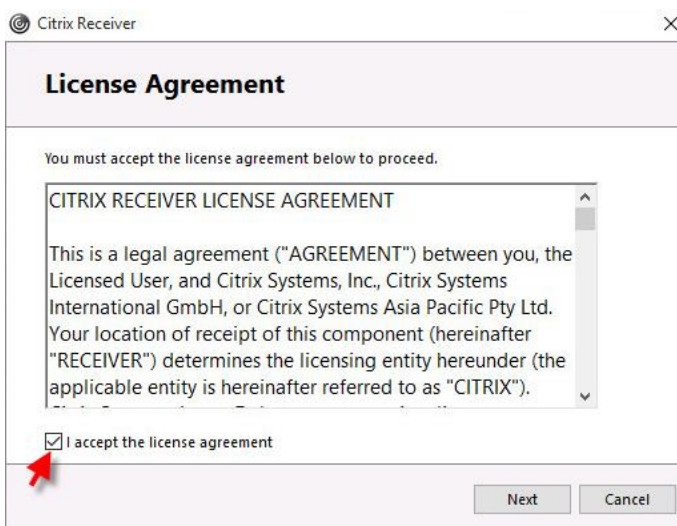 Citrix Receiver
License Agreement
You must accept the license agreement below to proceed.
CITRIX RECEIVER LICENSE AGREEMENT
This is a legal agreement ("AGREEMENT") between you, the
Licensed User, and Citrix Systems, Inc., Citrix Systems
International GmbH, or Citrix Systems Asia Pacific Pty Ltd.
Your location of receipt of this component (hereinafter
"RECEIVER") determines the licensing entity hereunder (the
applicable entity is hereinafter referred to as "CITRIX").
I accept the license agreement
Next Cancel